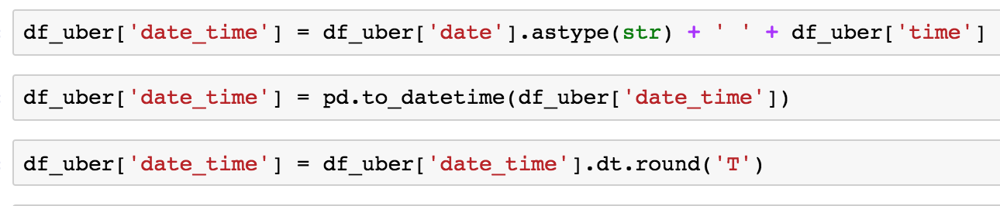 df_uber['date_time'] = df_uber['date'].astype(str) + ' ' + df_uber['time']
df_uber['date_time'] = pd.to_datetime(df_uber['date_time'])
df_uber['date_time'] = df_uber['date_time'].dt.round('T')